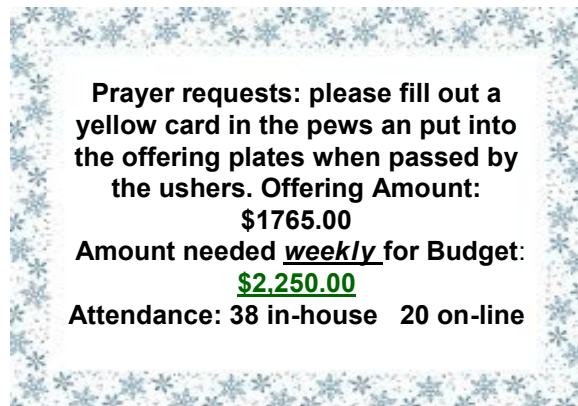 Prayer requests: please fill out a
yellow card in the pews an put into
the offering plates when passed by
the ushers. Offering Amount:
$1765.00
Amount needed weekly for Budget:
$2,250.00
Attendance: 38 in-house   20 on-line